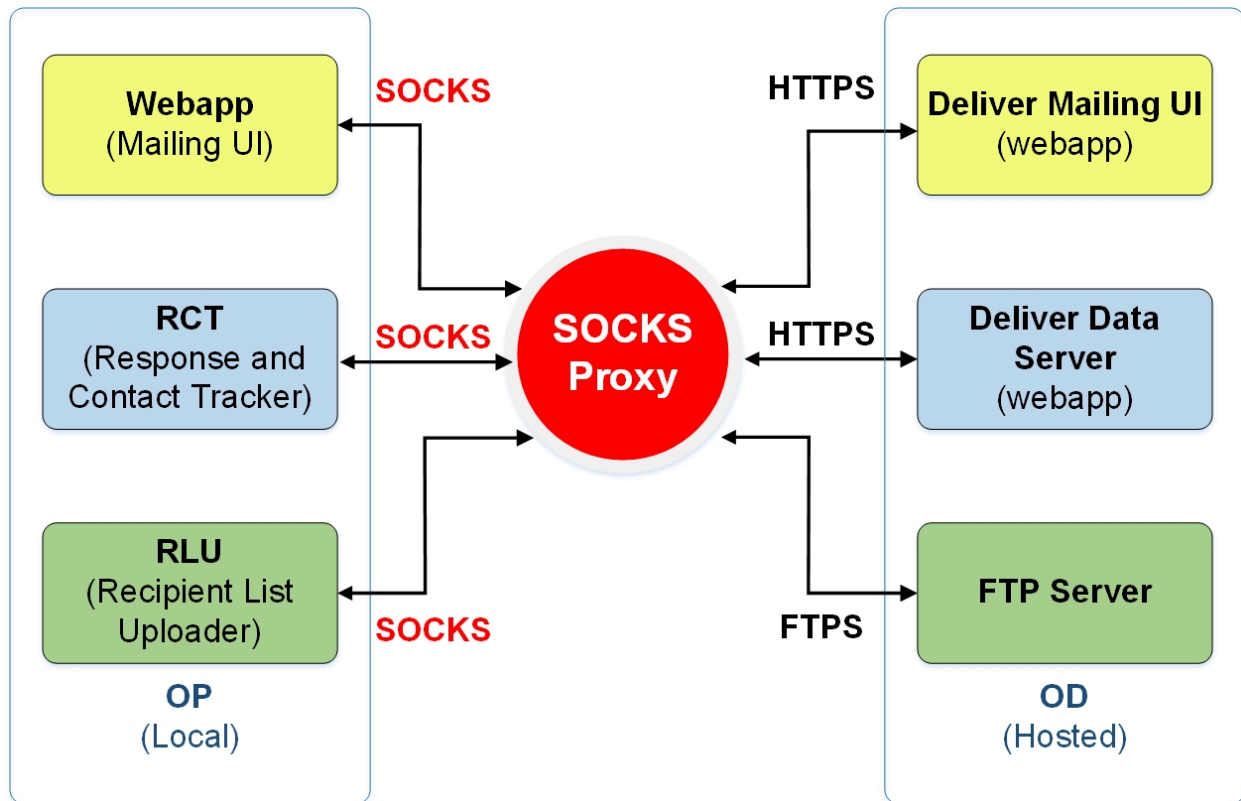 Webapp
(Mailing UI)
SOCKS
HTTPS
Deliver Mailing UI
(webapp)
RCT
(Response and
Contact Tracker)
SOCKS
SOCKS
Proxy
HTTPS
Deliver Data
Server
(webapp)
RLU
(Recipient List
Uploader)
SOCKS
FTPS
FTP Server
OP
(Local)
OD
(Hosted)